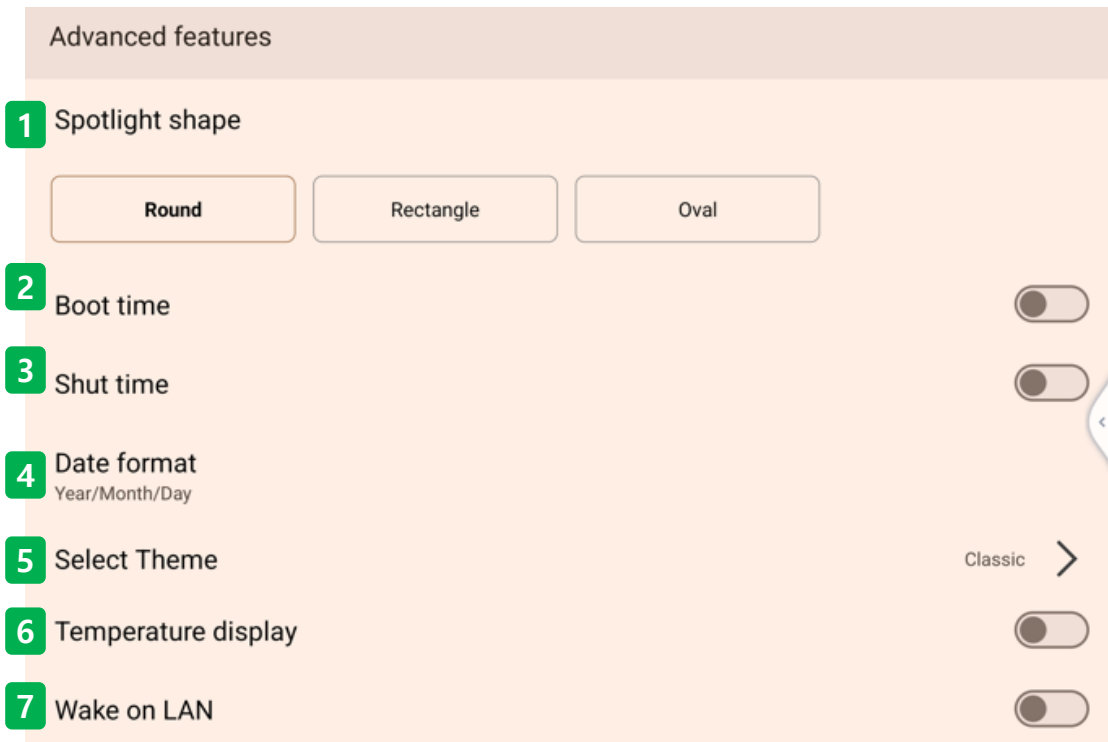 Advanced features
1 Spotlight shape
Round Rectangle Oval
2 Boot time
3 Shut time
4 Date format
Year/Month/Day
5 Select Theme Classic
6 Temperature display
7 Wake on LAN